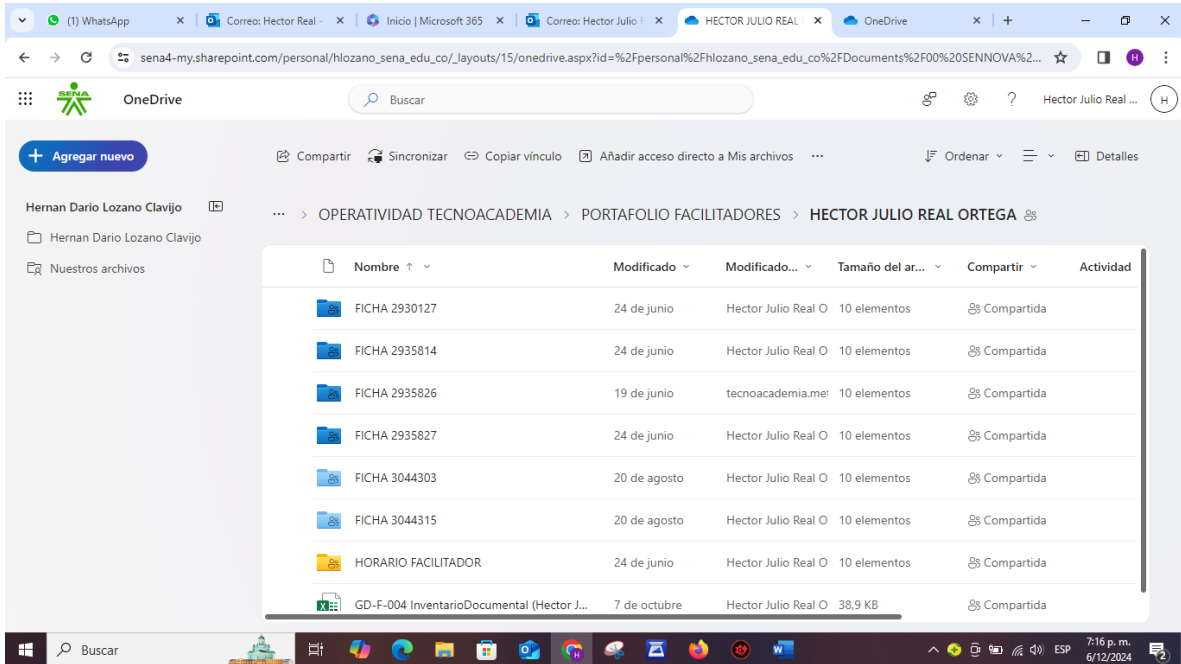 (1) WhatsApp
Correo: Hector Real -
Inicio | Microsoft 365
Correo: Hector Julio
HECTOR JULIO REAL
OneDrive
sena4-my.sharepoint.com/personal/hlozano_sena_edu_co/_layouts/15/onedrive.aspx?id=%2Fpersonal%2Fhlozano_sena_edu_co%2FDocuments%2F00%20SENNOVA%2...
H
SENA
OneDrive
Buscar
Hector Julio Real ...
H
Agregar nuevo
Compartir
Sincronizar
Copiar vínculo
Añadir acceso directo a Mis archivos
...
Ordenar
Detalles
Hernan Dario Lozano Clavijo
Hernan Dario Lozano Clavijo
Nuestros archivos
... > OPERATIVIDAD TECNOACADEMIA > PORTAFOLIO FACILITADORES > HECTOR JULIO REAL ORTEGA
Nombre Modificado Modificado... Tamaño del ar... Compartir Actividad
FICHA 2930127 24 de junio Hector Julio Real O 10 elementos Compartida
FICHA 2935814 24 de junio Hector Julio Real O 10 elementos Compartida
FICHA 2935826 19 de junio tecnoacademia.met 10 elementos Compartida
FICHA 2935827 24 de junio Hector Julio Real O 10 elementos Compartida
FICHA 3044303 20 de agosto Hector Julio Real O 10 elementos Compartida
FICHA 3044315 20 de agosto Hector Julio Real O 10 elementos Compartida
HORARIO FACILITADOR 24 de junio Hector Julio Real O 10 elementos Compartida
GD-F-004 InventarioDocumental (Hector J... 7 de octubre Hector Julio Real O 38,9 KB Compartida
Buscar
ESP
7:16 p. m.
6/12/2024